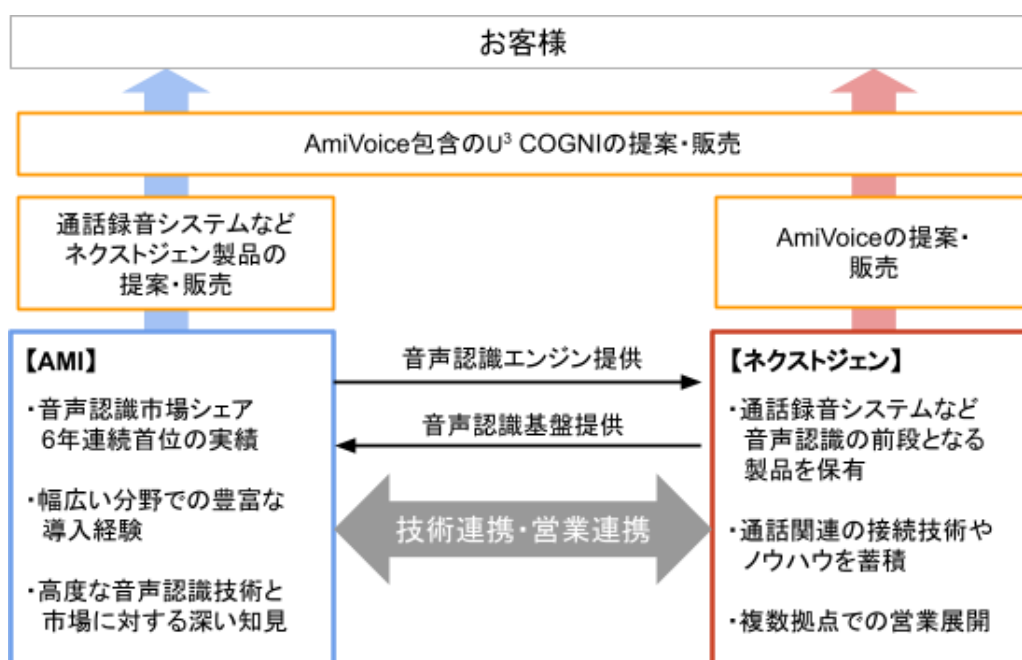 お客様
AmiVoice包含のU³ COGNIの提案・販売
通話録音システムなど
ネクストジェン製品の
提案・販売
AmiVoiceの提案・
販売
【AMI】
・音声認識市場シェア
6年連続首位の実績
・幅広い分野での豊富な
導入経験
・高度な音声認識技術と
市場に対する深い知見
音声認識エンジン提供
音声認識基盤提供
技術連携・営業連携
【ネクストジェン】
・通話録音システムなど
音声認識の前段となる
製品を保有
・通話関連の接続技術や
ノウハウを蓄積
・複数拠点での営業展開